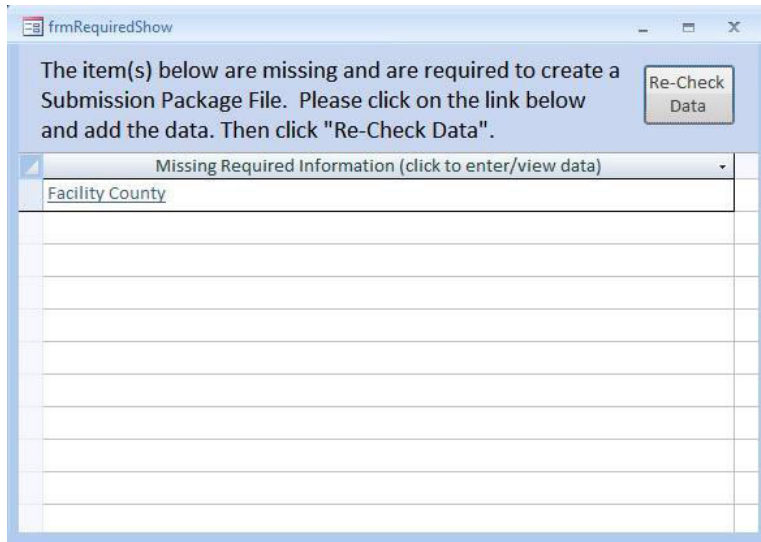 frmRequiredShow
The item(s) below are missing and are required to create a
Submission Package File. Please click on the link below
and add the data. Then click "Re-Check Data".
Re-Check
Data
Missing Required Information (click to enter/view data)
Facility County